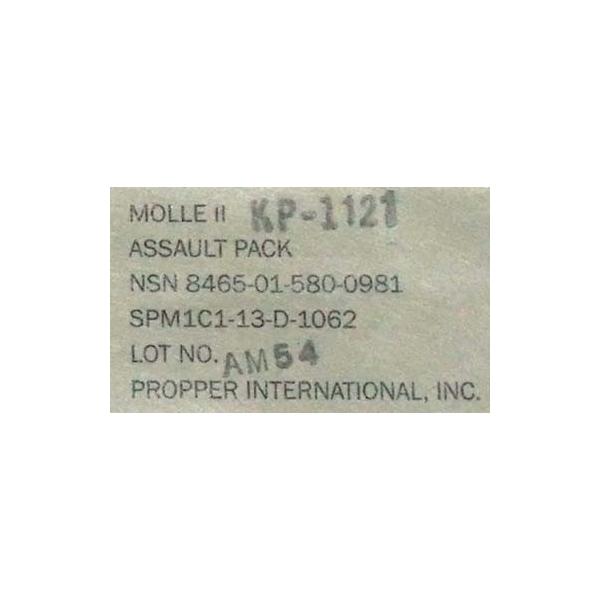 MOLLE II KP-1121
ASSAULT PACK
NSN 8465-01-580-0981
SPM1C1-13-D-1062
LOT NO. AM54
PROPPER INTERNATIONAL, INC.